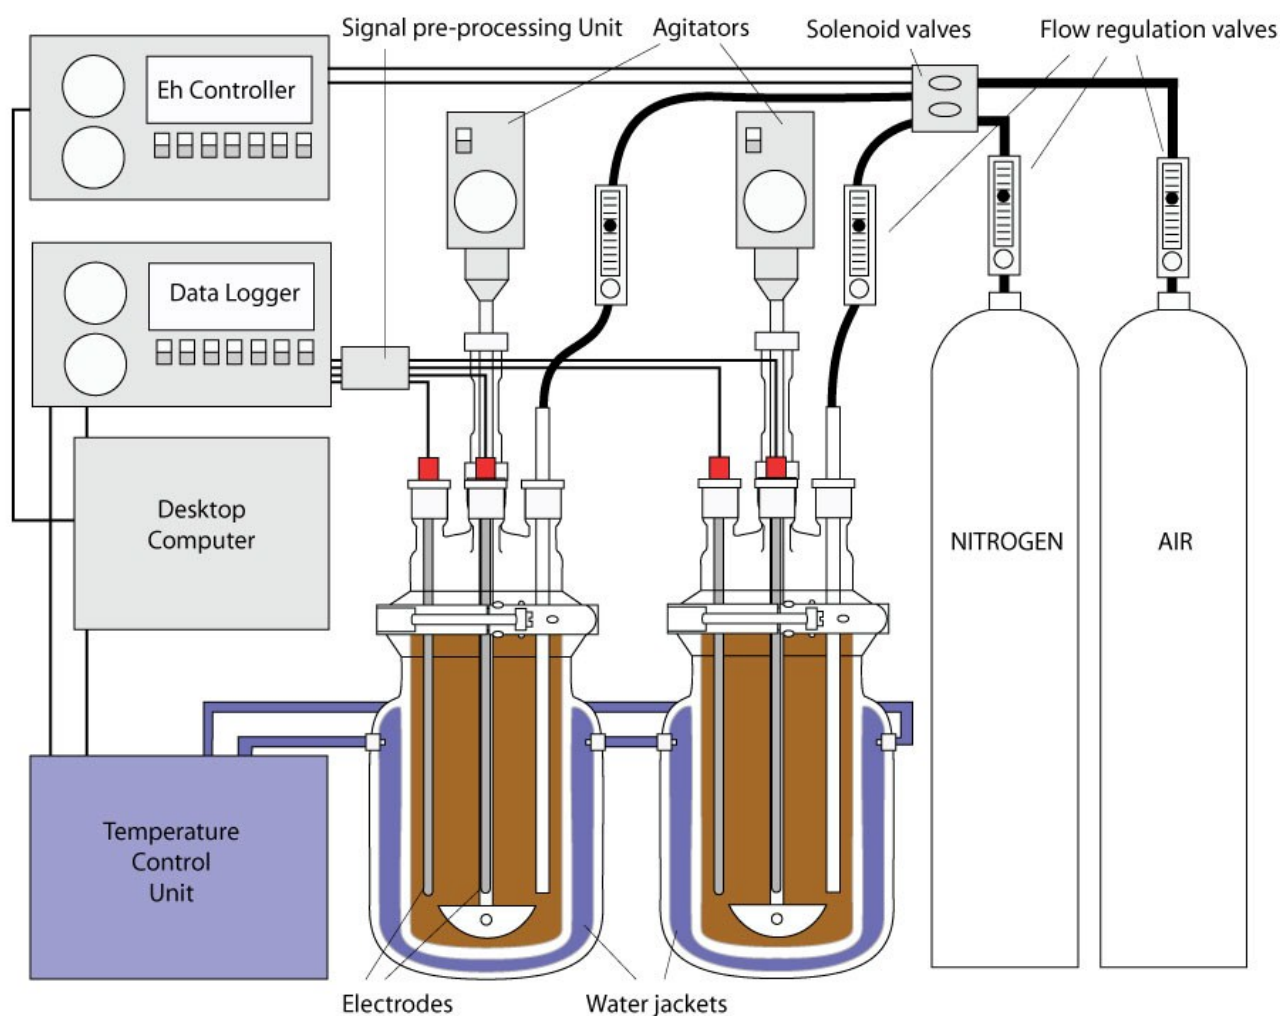 Signal pre-processing Unit
Agitators
Solenoid valves
Flow regulation valves
Eh Controller
Data Logger
Desktop
Computer
NITROGEN
AIR
Temperature
Control
Unit
Electrodes
Water jackets